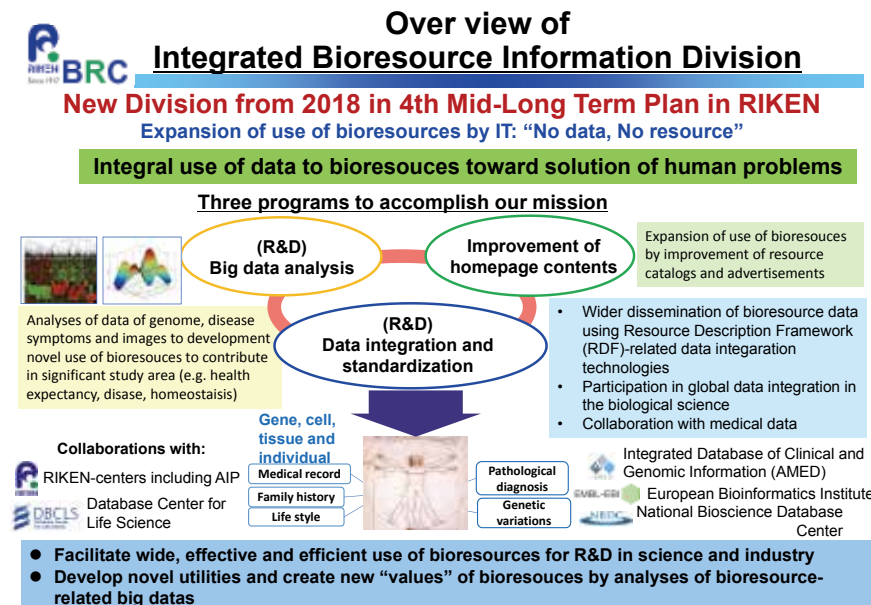 Over view of
Integrated Bioresource Information Division
RIKEN
BRC
Since 1917
New Division from 2018 in 4th Mid-Long Term Plan in RIKEN
Expansion of use of bioresources by IT: “No data, No resource”
Integral use of data to bioresouces toward solution of human problems
Three programs to accomplish our mission
(R&D)
Big data analysis
Improvement of
homepage contents
Expansion of use of bioresouces
by improvement of resource
catalogs and advertisements
(R&D)
Data integration and
standardization
Analyses of data of genome, disease
symptoms and images to development
novel use of bioresouces to contribute
in significant study area (e.g. health
expectancy, disase, homeostaisis)
• Wider dissemination of bioresource data
using Resource Description Framework
(RDF)-related data integaration
technologies
• Participation in global data integration in
the biological science
• Collaboration with medical data
Gene, cell,
tissue and
individual
Collaborations with:
RIKEN-centers including AIP
DBCLS
Database Center for
Life Science
Medical record
Family history
Life style
Pathological
diagnosis
Genetic
variations
Integrated Database of Clinical and
Genomic Information (AMED)
EMBL-EBI
European Bioinformatics Institute
NBDC
National Bioscience Database
Center
● Facilitate wide, effective and efficient use of bioresources for R&D in science and industry
● Develop novel utilities and create new “values” of bioresouces by analyses of bioresource-
related big datas